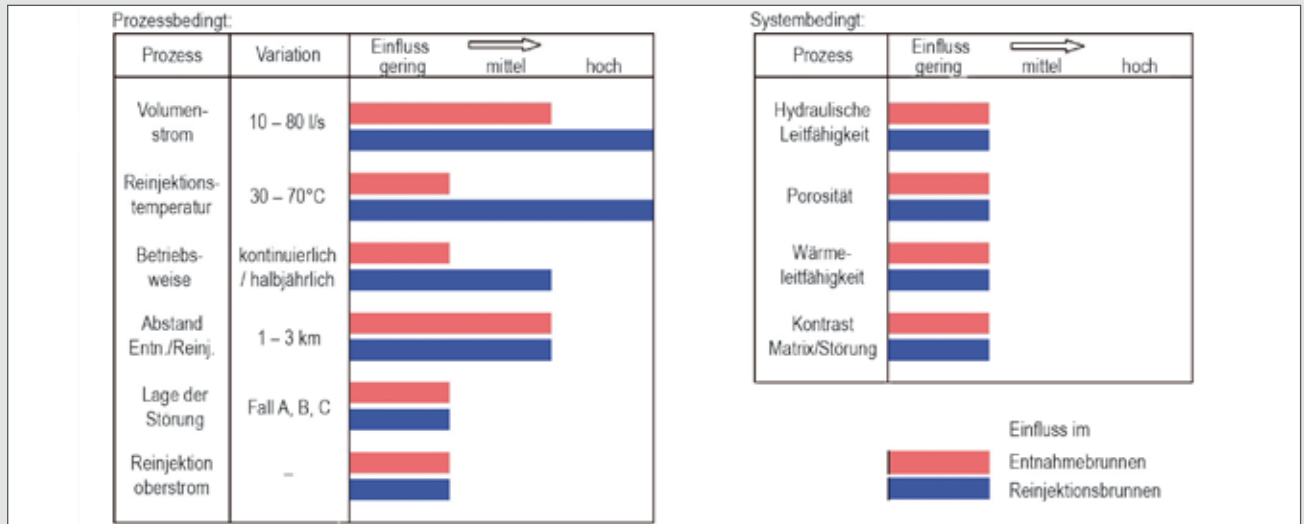 Prozessbedingt:
Prozess
Variation
Einfluss
gering mittel hoch
Volumen-
strom
10 – 80 l/s
Reinjektions-
temperatur
30 – 70°C
Betriebs-
weise
kontinuierlich
/ halbjährlich
Abstand
Entn./Reinj.
1 – 3 km
Lage der
Störung
Fall A, B, C
Reinjektion
oberstrom
–
Systembedingt:
Prozess
Einfluss
gering mittel hoch
Hydraulische
Leitfähigkeit
Porosität
Wärme-
leitfähigkeit
Kontrast
Matrix/Störung
Einfluss im
Entnahmebrunnen
Reinjektionsbrunnen